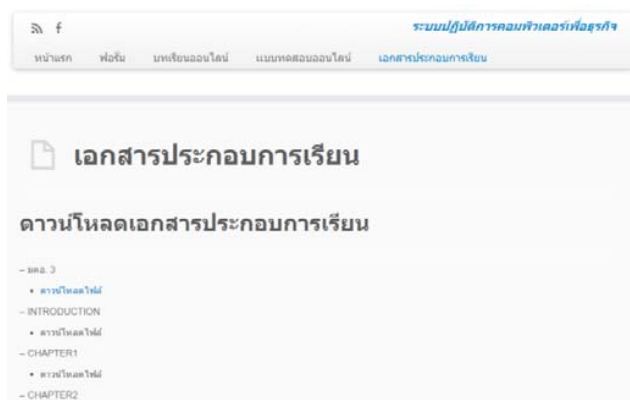 ระบบปฏิบัติการคอมพิวเตอร์เพื่อธุรกิจ
หน้าแรก ฟอรั่ม บทเรียนออนไลน์ แบบทดสอบออนไลน์ เอกสารประกอบการเรียน
เอกสารประกอบการเรียน
ดาวน์โหลดเอกสารประกอบการเรียน
– มคอ. 3
• ดาวน์โหลดไฟล์
– INTRODUCTION
• ดาวน์โหลดไฟล์
– CHAPTER1
• ดาวน์โหลดไฟล์
– CHAPTER2